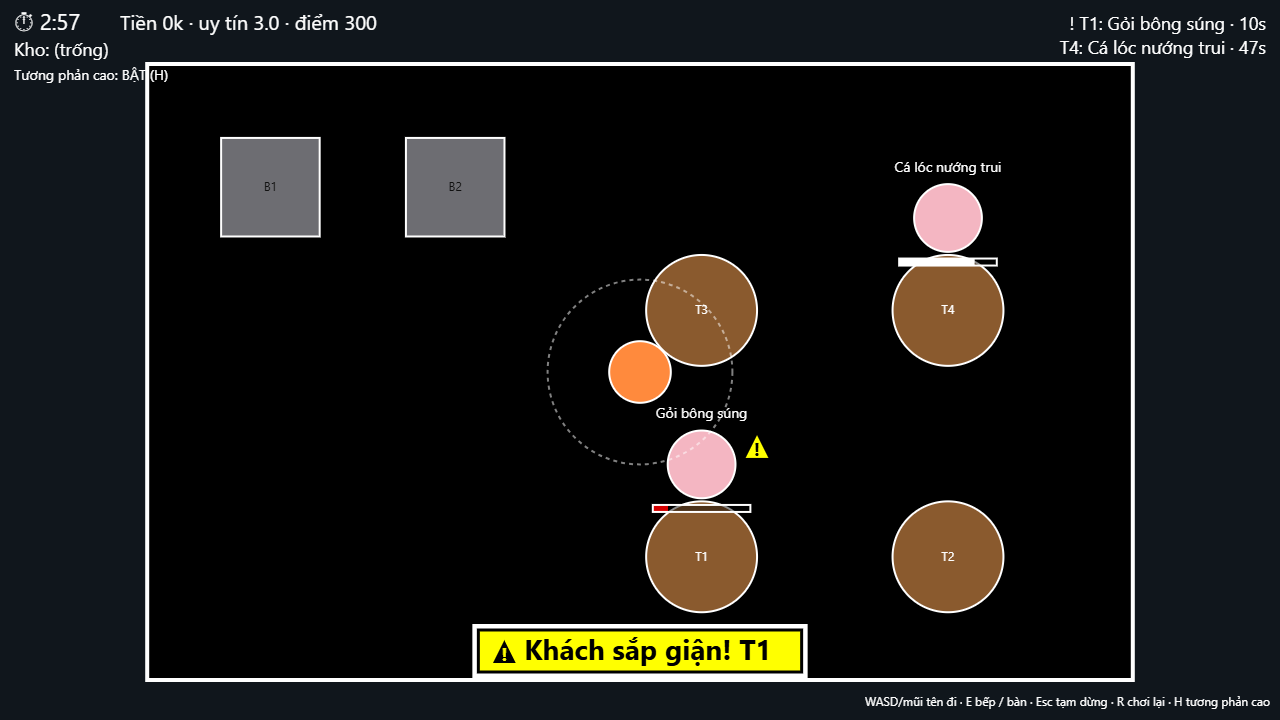 ⏱ 2:57
Tiền 0k · uy tín 3.0 · điểm 300
! T1: Gỏi bông súng · 10s
Kho: (trống)
T4: Cá lóc nướng trui · 47s
Tương phản cao: BẬT (H)
B1
B2
Cá lóc nướng trui
T3
T4
Gỏi bông súng
T1
T2
⚠ Khách sắp giận! T1
WASD/mũi tên đi · E bếp / bàn · Esc tạm dừng · R chơi lại · H tương phản cao